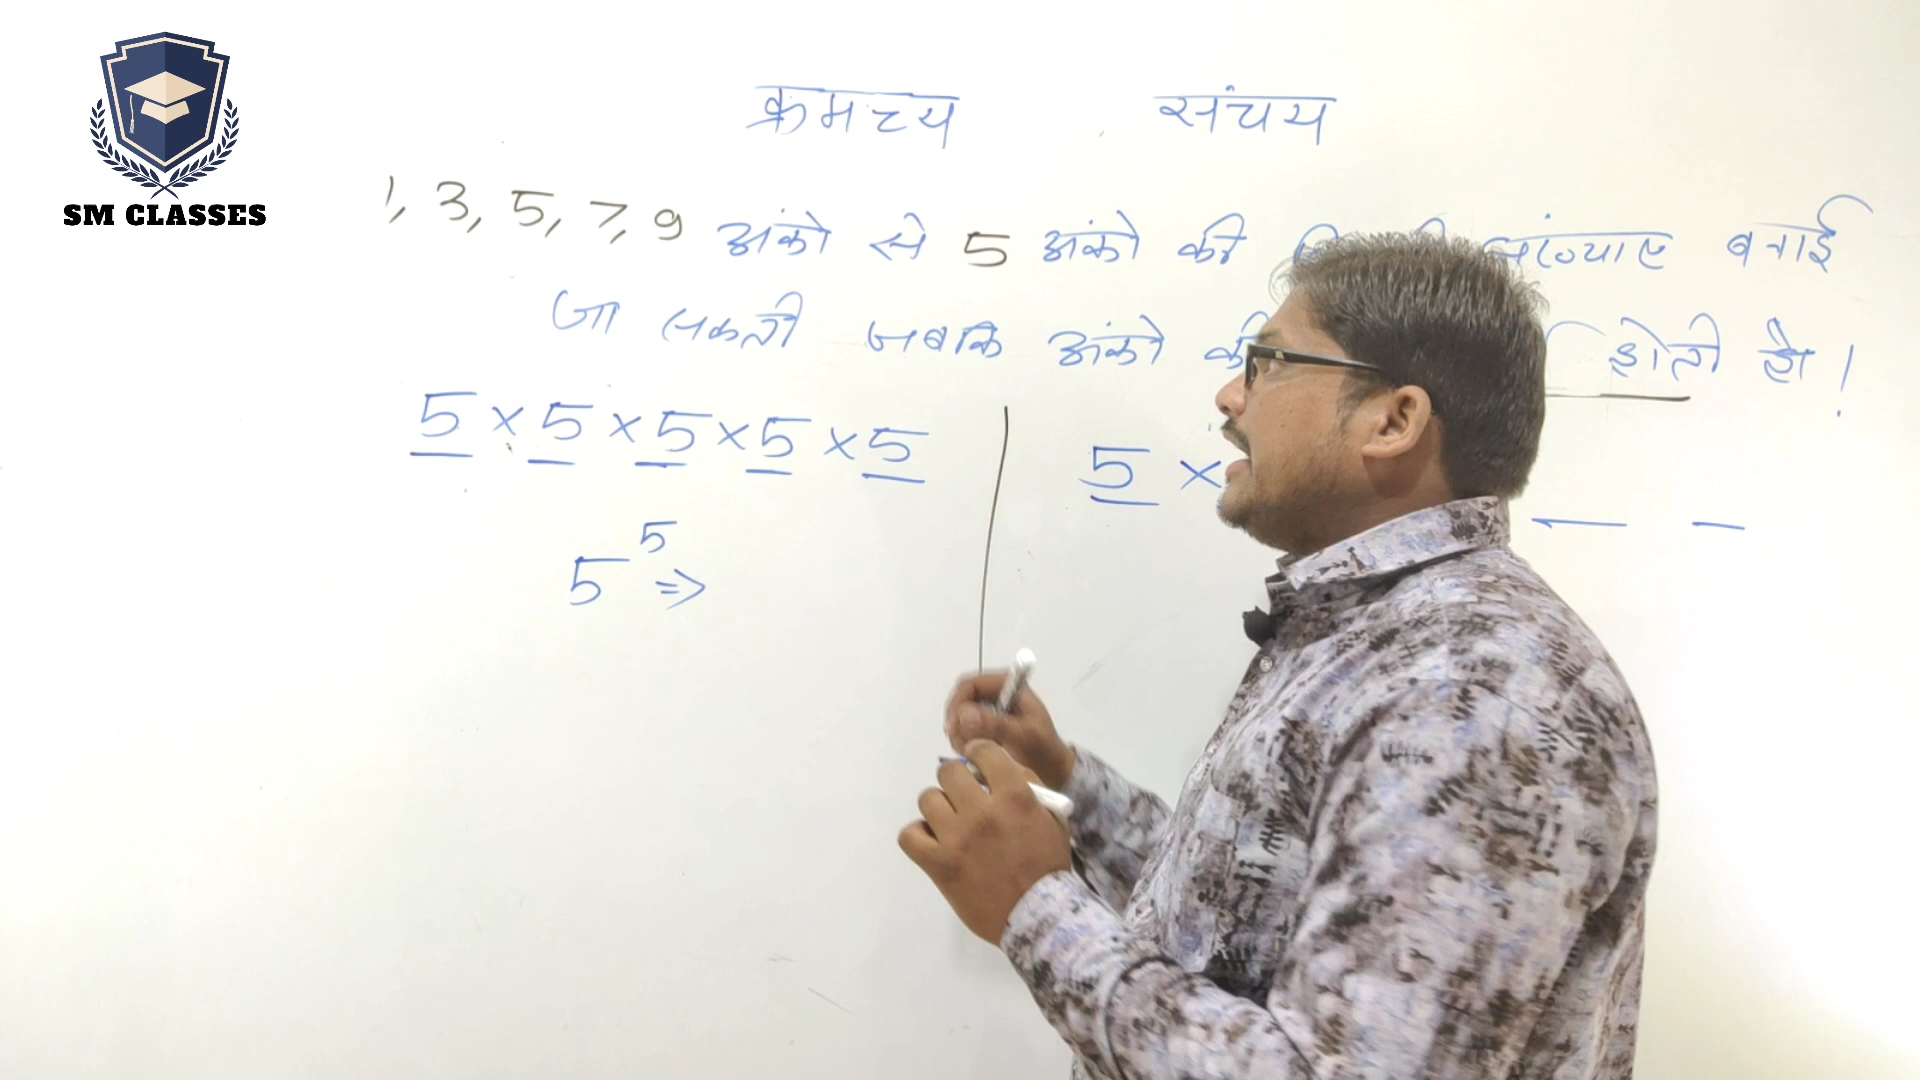 SM CLASSES
क्रमचय संचय
1, 3, 5, 7, 9 अंको से 5 अंको की संख्याए बनाई
जा सकती जबकि अंको की होती हो।
5 × 5 × 5 × 5 × 5
5 ×
5⁵ ⇒